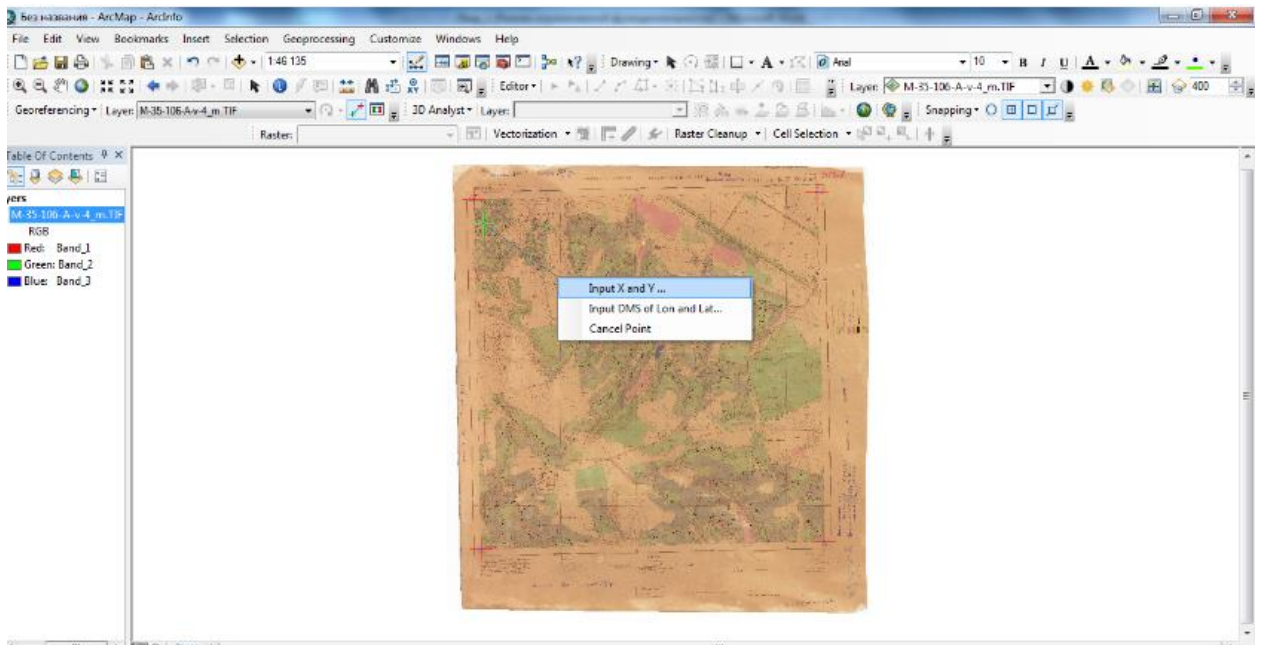 Без названия - ArcMap - ArcInfo
File Edit View Bookmarks Insert Selection Geoprocessing Customize Windows Help
1:46 135 Drawing A Arial 10 B I U A
Editor Layer: M-35-106-A-v-4_m.TIF 400
Georeferencing Layer: M-35-106-A-v-4_m.TIF 3D Analyst Layer: Snapping
Raster: Vectorization Raster Cleanup Cell Selection
Table Of Contents
yers
M-35-106-A-v-4_m.TIF
RGB
Red: Band_1
Green: Band_2
Blue: Band_3
Input X and Y ...
Input DMS of Lon and Lat...
Cancel Point